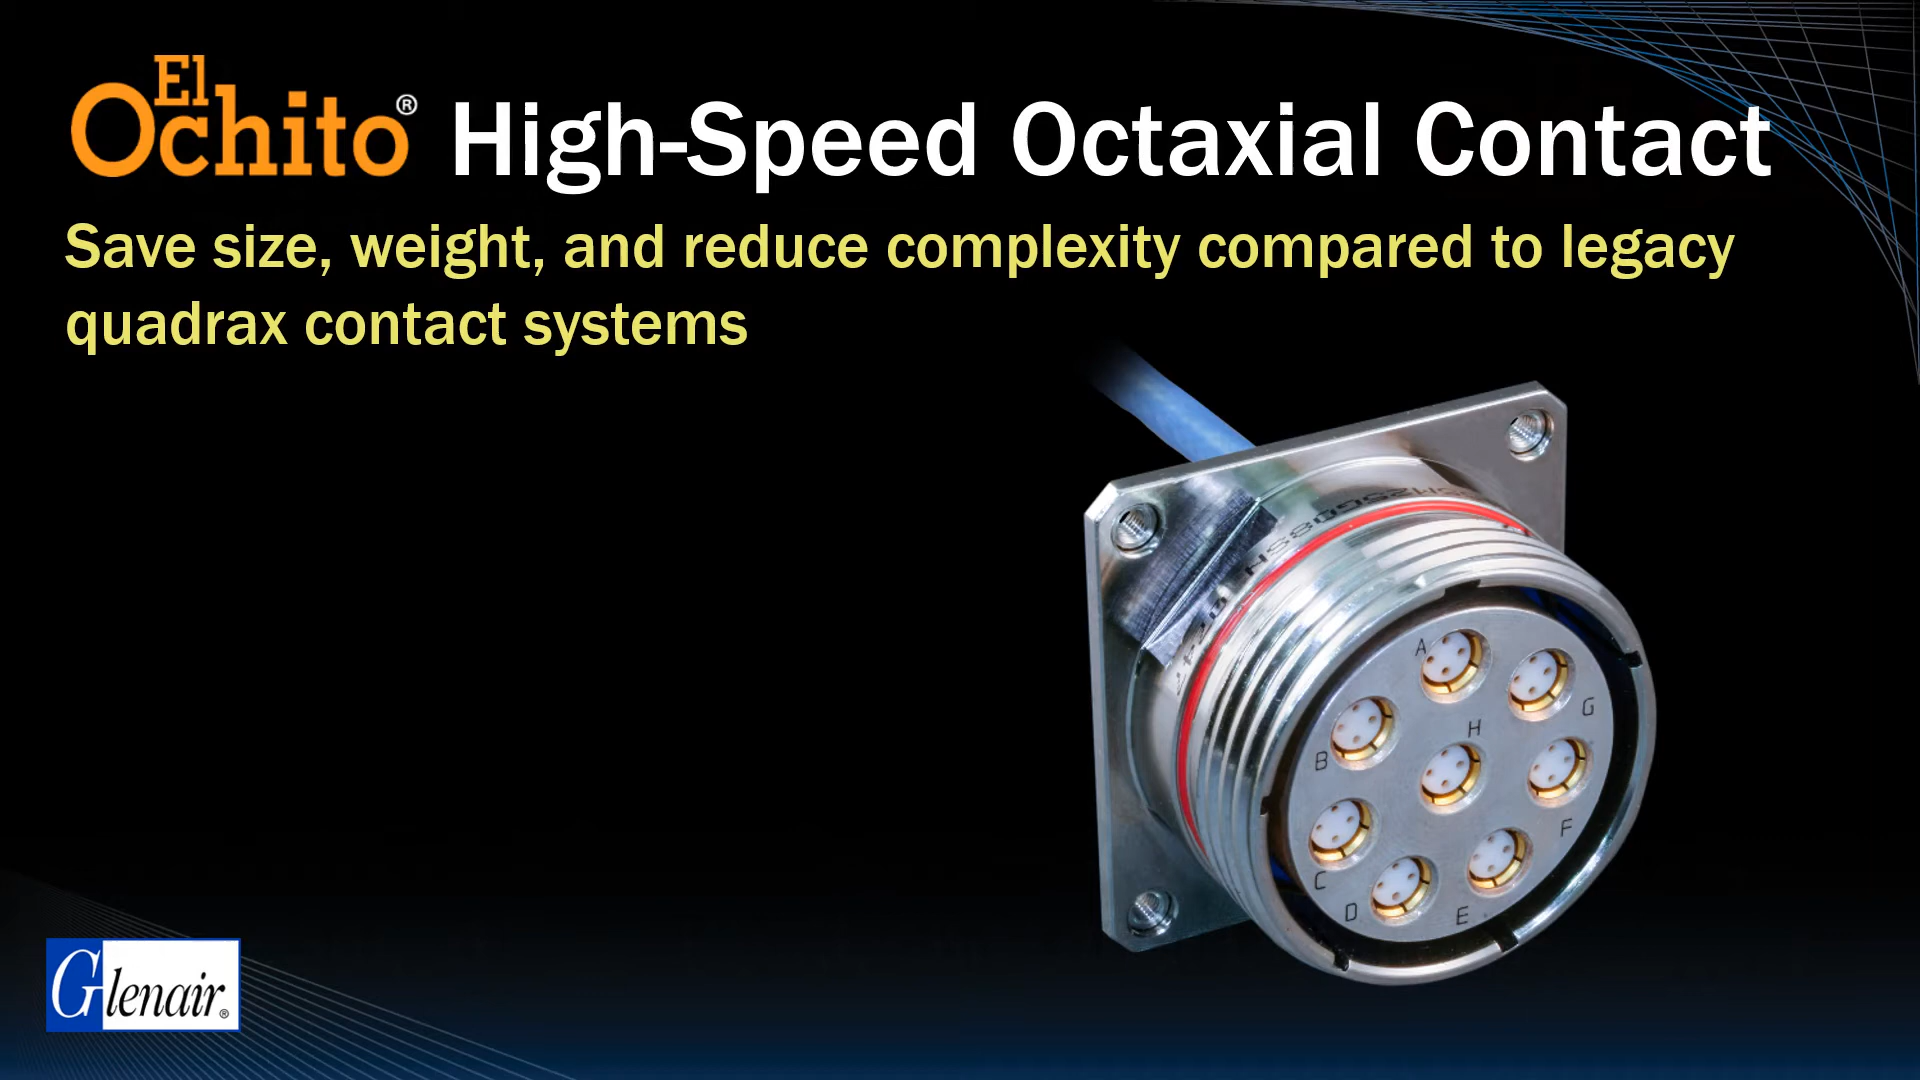 El Ochito® High-Speed Octaxial Contact
Save size, weight, and reduce complexity compared to legacy
quadrax contact systems
A
G
B
H
F
C
D
E
Glenair®